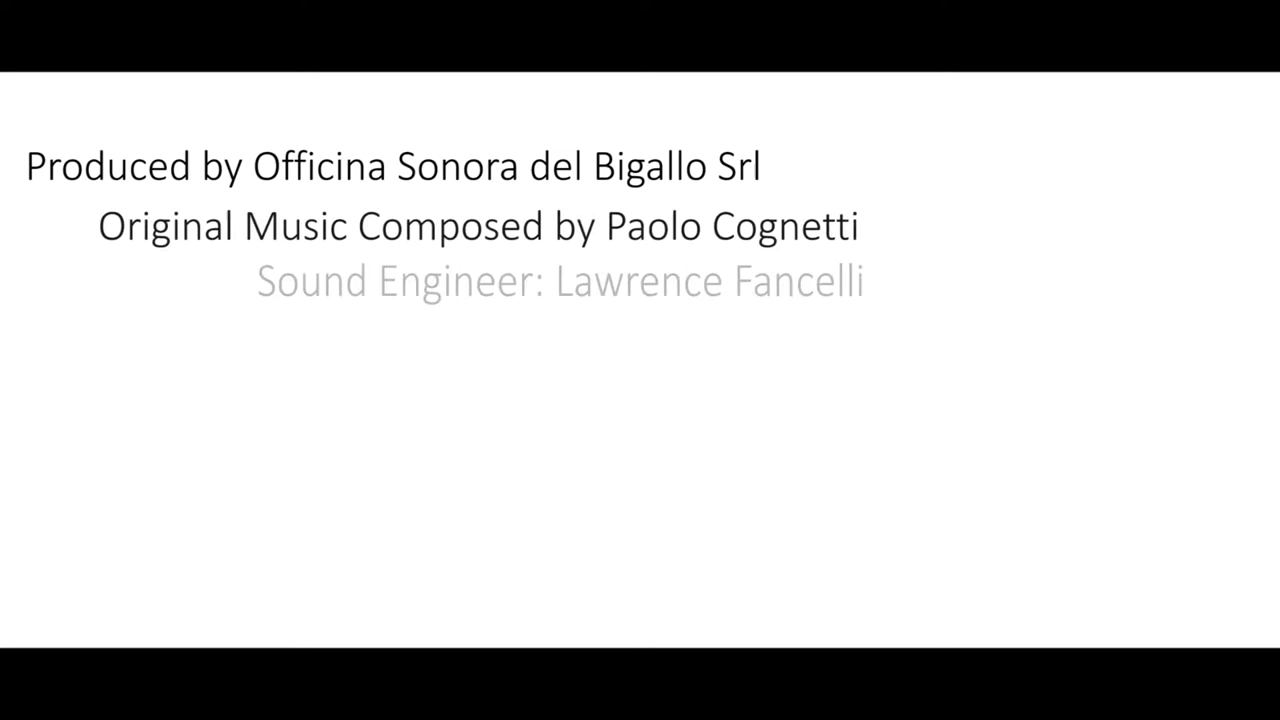 Produced by Officina Sonora del Bigallo Srl
Original Music Composed by Paolo Cognetti
Sound Engineer: Lawrence Fancelli